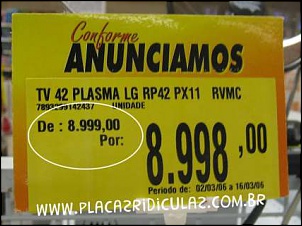 Conforme
ANUNCIAMOS
TV 42 PLASMA LG RP42 PX11 RVMC
7893299142437 UNIDADE
De : 8.999,00
Por:
8.998,00
Periodo de: 02/03/06 a 16/03/06
WWW.PLACASRIDICULAS.COM.BR